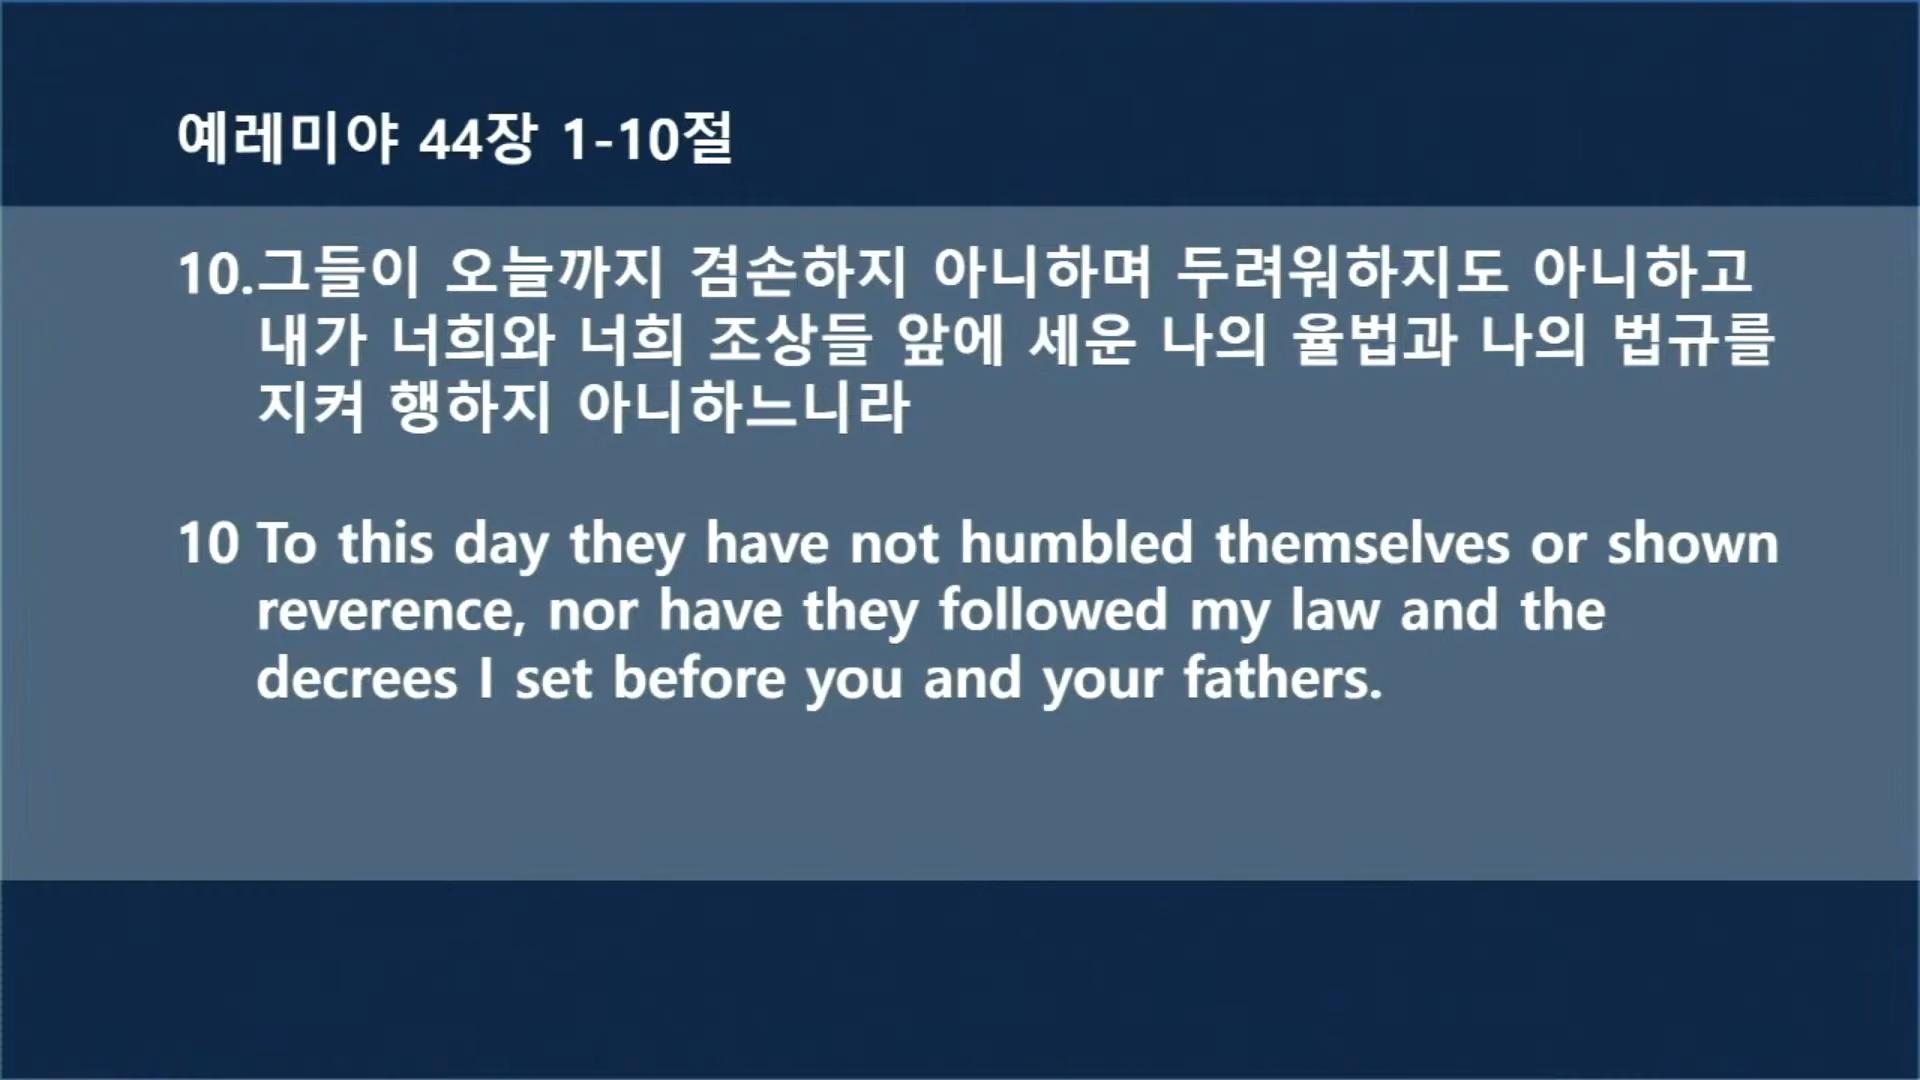 예레미야 44장 1-10절
10.그들이 오늘까지 겸손하지 아니하며 두려워하지도 아니하고
내가 너희와 너희 조상들 앞에 세운 나의 율법과 나의 법규를
지켜 행하지 아니하느니라
10 To this day they have not humbled themselves or shown
reverence, nor have they followed my law and the
decrees I set before you and your fathers.